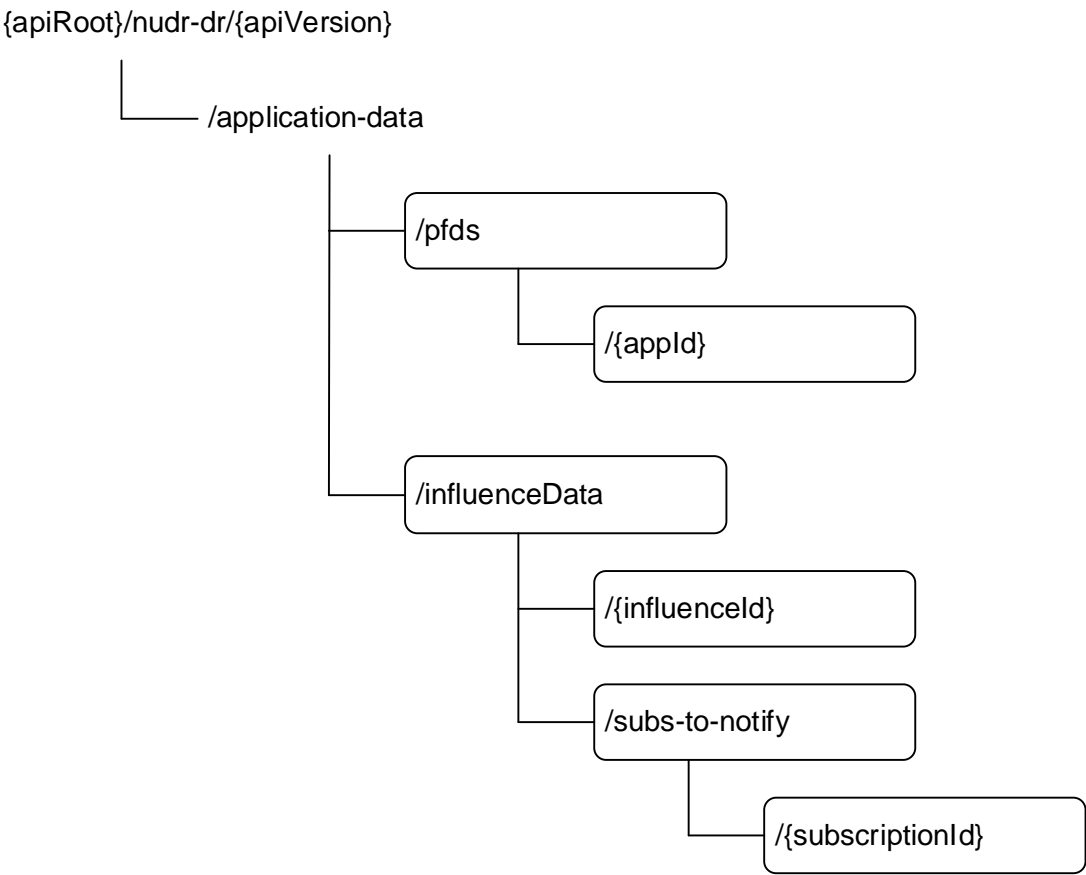 {apiRoot}/nudr-dr/{apiVersion}
/application-data
/pfds
/{appId}
/influenceData
/{influenceId}
/subs-to-notify
/{subscriptionId}